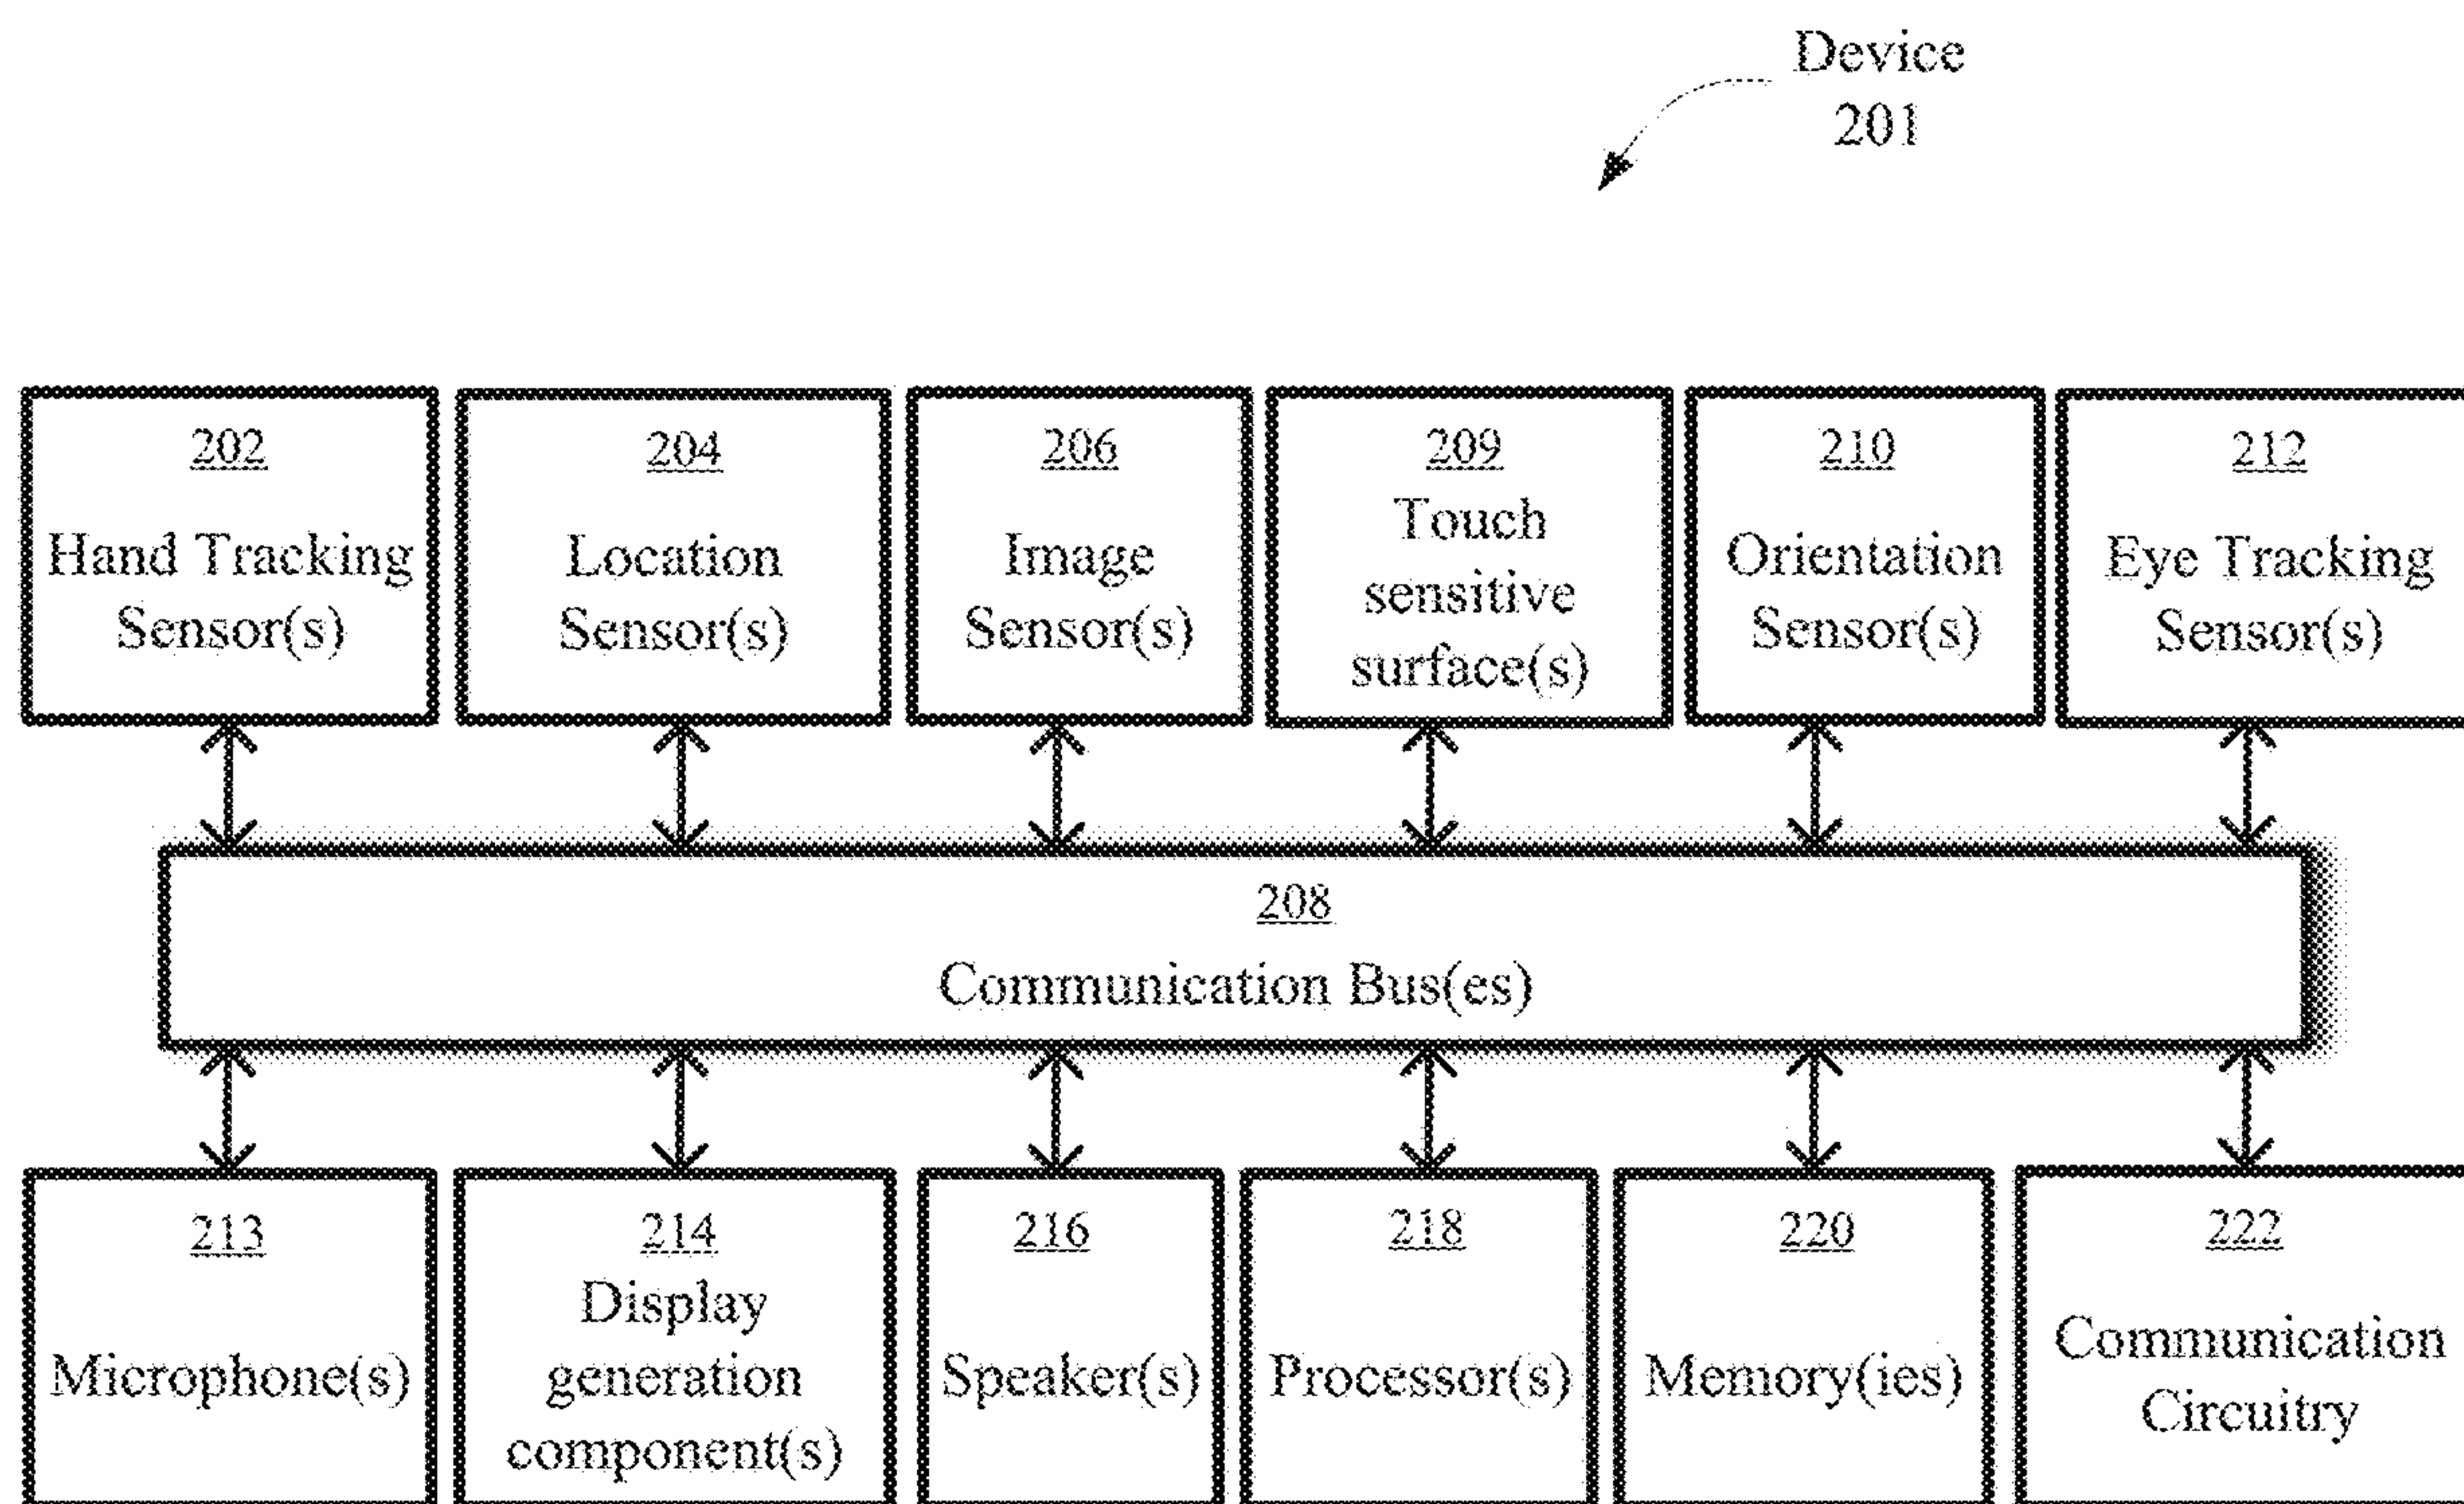 Device
201
202
Hand Tracking
Sensor(s)
204
Location
Sensor(s)
206
Image
Sensor(s)
209
Touch
sensitive
surface(s)
210
Orientation
Sensor(s)
212
Eye Tracking
Sensor(s)
208
Communication Bus(es)
213
Microphone(s)
214
Display
generation
component(s)
216
Speaker(s)
218
Processor(s)
220
Memory(ies)
222
Communication
Circuitry